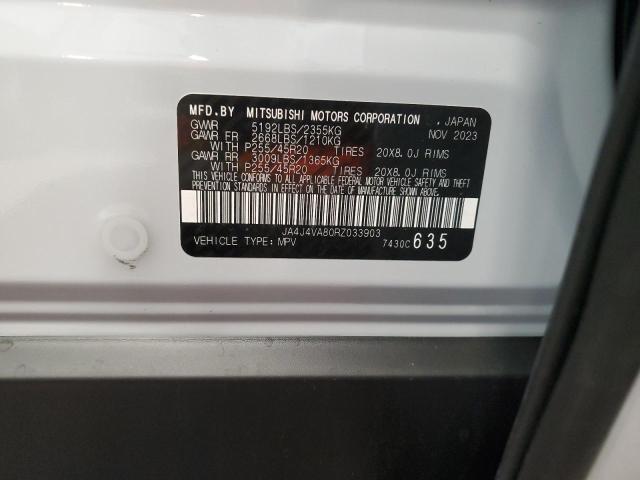 MFD.BY MITSUBISHI MOTORS CORPORATION , JAPAN
GVWR 5192LBS/2355KG NOV 2023
GAWR FR 2668LBS/1210KG
WITH P255/45R20 TIRES 20X8.0J RIMS
GAWR RR 3009LBS/1365KG
WITH P255/45R20 TIRES 20X8.0J RIMS
THIS VEHICLE CONFORMS TO ALL APPLICABLE FEDERAL MOTOR VEHICLE SAFETY AND THEFT
PREVENTION STANDARDS IN EFFECT ON THE DATE OF MANUFACTURE SHOWN ABOVE.
JA4J4VA80RZ033903
VEHICLE TYPE: MPV 7430C 635